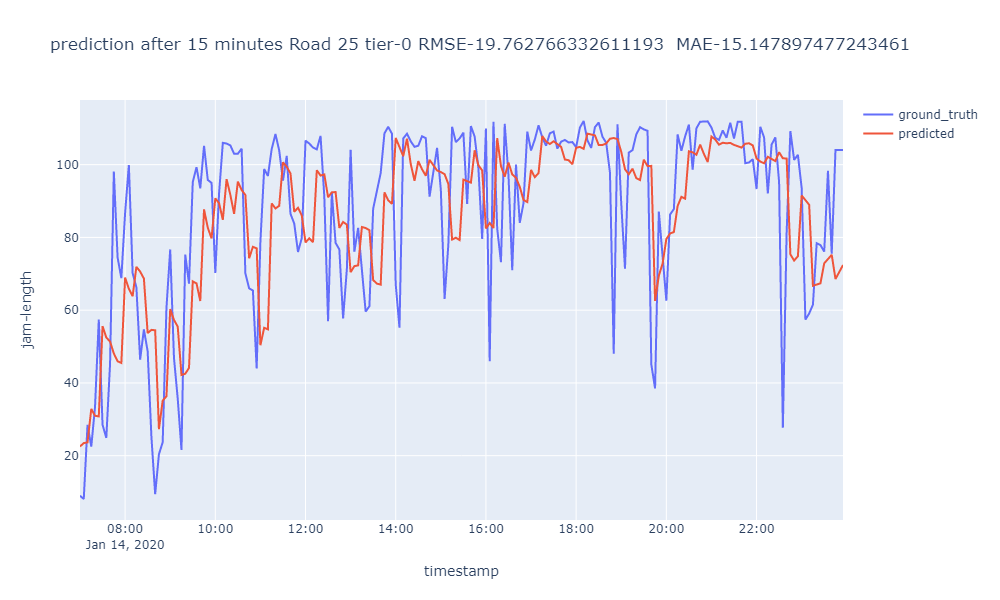 prediction after 15 minutes Road 25 tier-0 RMSE-19.762766332611193  MAE-15.147897477243461
ground_truth
predicted
jam-length
100
80
60
40
20
08:00 10:00 12:00 14:00 16:00 18:00 20:00 22:00
Jan 14, 2020
timestamp